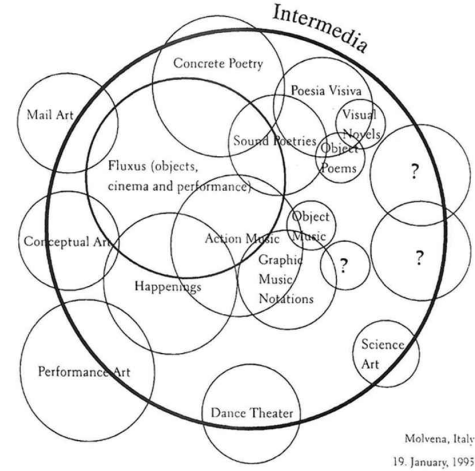 Intermedia
Concrete Poetry
Poesia Visiva
Mail Art
Visual
Novels
Sound Poetries
Object
Poems
Fluxus (objects,
cinema and performance)
?
Object
Music
Conceptual Art
Action Music
Graphic
Music
Notations
?
?
Happenings
Science
Art
Performance Art
Dance Theater
Molvena, Italy
19. January, 1995